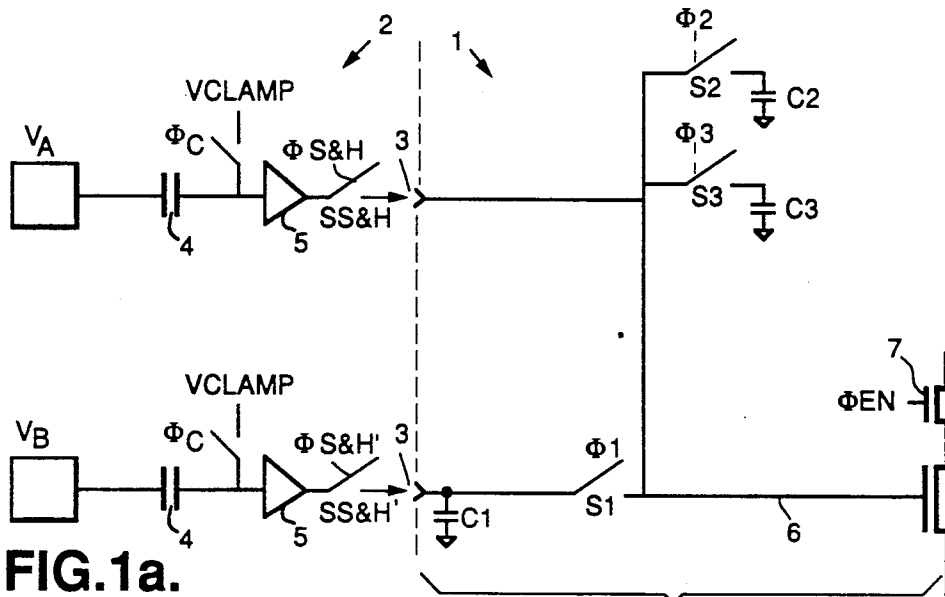 2
1
Φ2
S2
C2
VCLAMP
VA
ΦC
Φ S&H
3
Φ3
S3
C3
4
5
SS&H
7
ΦEN
VCLAMP
VB
ΦC
Φ S&H'
3
Φ1
4
5
SS&H'
C1
S1
6
FIG.1a.